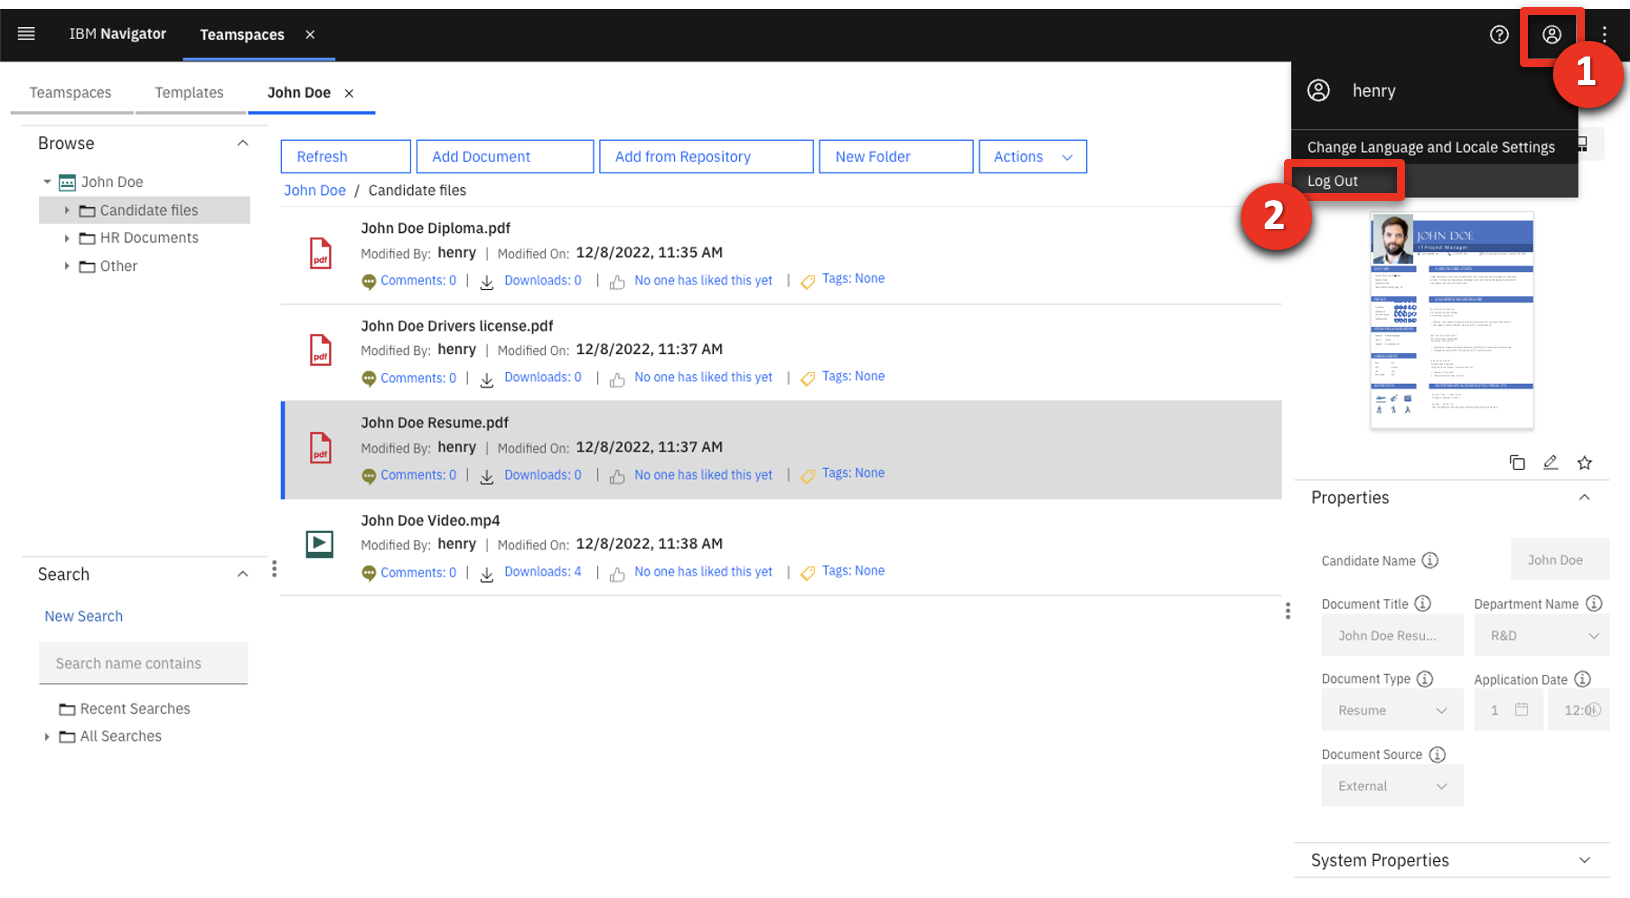 IBM Navigator
Teamspaces
1
henry
Change Language and Locale Settings
Log Out
2
Teamspaces
Templates
John Doe
Browse
John Doe
Candidate files
HR Documents
Other
Refresh
Add Document
Add from Repository
New Folder
Actions
John Doe / Candidate files
John Doe Diploma.pdf
pdf
Modified By: henry | Modified On: 12/8/2022, 11:35 AM
Comments: 0 | Downloads: 0 | No one has liked this yet | Tags: None
John Doe Drivers license.pdf
pdf
Modified By: henry | Modified On: 12/8/2022, 11:37 AM
Comments: 0 | Downloads: 0 | No one has liked this yet | Tags: None
John Doe Resume.pdf
pdf
Modified By: henry | Modified On: 12/8/2022, 11:37 AM
Comments: 0 | Downloads: 0 | No one has liked this yet | Tags: None
John Doe Video.mp4
Modified By: henry | Modified On: 12/8/2022, 11:38 AM
Comments: 0 | Downloads: 4 | No one has liked this yet | Tags: None
Search
New Search
Search name contains
Recent Searches
All Searches
JOHN DOE
IT Project Manager
Properties
Candidate Name
John Doe
Document Title
John Doe Resu...
Department Name
R&D
Document Type
Resume
Application Date
1
12:0
Document Source
External
System Properties